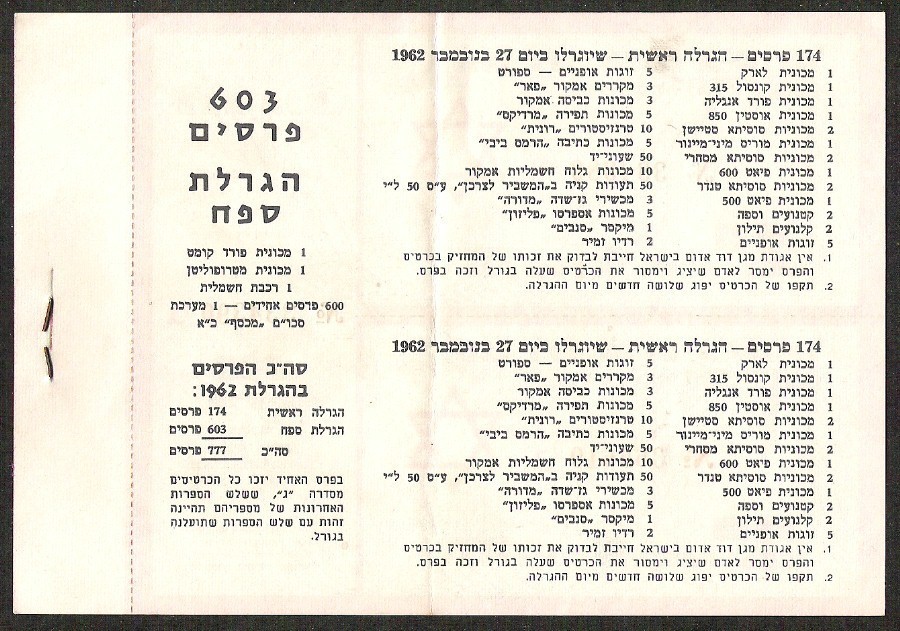 174 פרסים — הגרלה ראשית — שיוגרלו ביום 27 בנובמבר 1962
1 מכונית לארק
1 מכונית קונסול 315
1 מכונית פורד אנגליה
1 מכונית אוסטין 850
2 מכוניות סוסיתא סטיישן
1 מכונית מוריס מיני־מיינור
2 מכוניות סוסיתא מסחרי
1 מכונית פיאט 600
2 מכוניות סוסיתא טנדר
1 מכונית פיאט 500
2 קטנועים וספה
2 קלנועים תילון
5 זוגות אופניים
5 זוגות אופניים — ספורט
3 מקררים אמקור „פאר”
3 מכונות כביסה אמקור
5 מכונות תפירה „מרדיקס”
10 טרנזיסטורים „רונית”
5 מכונות כתיבה „הרמס ביבי”
50 שעוני־יד
10 מכונות גלוח חשמליות אמקור
50 תעודות קניה ב„המשביר לצרכן”, ע״ס 50 ל״י
3 מכשירי גז־שדה „מדורה”
5 מכונות אספרסו „פליזון”
1 מיקסר „סנבים”
2 רדיו זמיר
1. אין אגודת מגן דוד אדום בישראל חייבת לבדוק את זכותו של המחזיק בכרטיס
והפרס ימסר לאדם שיציג וימסור את הכרטיס שעלה בגורל וזכה בפרס.
2. תקפו של הכרטיס יפוג שלושה חדשים מיום ההגרלה.
174 פרסים — הגרלה ראשית — שיוגרלו ביום 27 בנובמבר 1962
1 מכונית לארק
1 מכונית קונסול 315
1 מכונית פורד אנגליה
1 מכונית אוסטין 850
2 מכוניות סוסיתא סטיישן
1 מכונית מוריס מיני־מיינור
2 מכוניות סוסיתא מסחרי
1 מכונית פיאט 600
2 מכוניות סוסיתא טנדר
1 מכונית פיאט 500
2 קטנועים וספה
2 קלנועים תילון
5 זוגות אופניים
5 זוגות אופניים — ספורט
3 מקררים אמקור „פאר”
3 מכונות כביסה אמקור
5 מכונות תפירה „מרדיקס”
10 טרנזיסטורים „רונית”
5 מכונות כתיבה „הרמס ביבי”
50 שעוני־יד
10 מכונות גלוח חשמליות אמקור
50 תעודות קניה ב„המשביר לצרכן”, ע״ס 50 ל״י
3 מכשירי גז־שדה „מדורה”
5 מכונות אספרסו „פליזון”
1 מיקסר „סנבים”
2 רדיו זמיר
1. אין אגודת מגן דוד אדום בישראל חייבת לבדוק את זכותו של המחזיק בכרטיס
והפרס ימסר לאדם שיציג וימסור את הכרטיס שעלה בגורל וזכה בפרס.
2. תקפו של הכרטיס יפוג שלושה חדשים מיום ההגרלה.
603
פרסים
הגרלת
ספח
1 מכונית פורד קומט
1 מכונית מטרופוליטן
1 רכבת חשמלית
600 פרסים אחידים — 1 מערכת
סכו״ם „מכסף” כ״א
סה״כ הפרסים
בהגרלת 1962:
הגרלה ראשית 174 פרסים
הגרלת ספח 603 פרסים
סה״כ 777 פרסים
בפרס האחיד יזכו כל הכרטיסים
מסדרה „ג”, ששלש הספרות
האחרונות של מספריהם תהיינה
זהות עם שלש הספרות שתועלנה
בגורל.